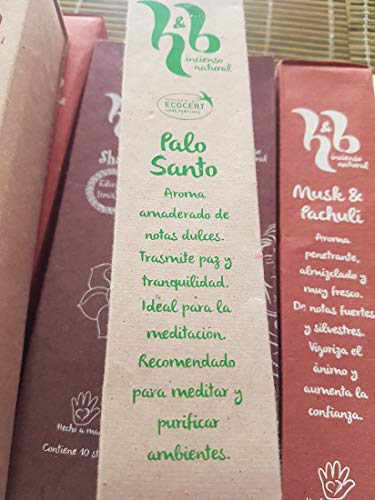 h&b
incienso
natural
ECOCERT
Palo
Santo
Aroma
amaderado de
notas dulces.
Trasmite paz y
tranquilidad.
Ideal para la
meditación.
Recomendado
para meditar y
purificar
ambientes.
Hecho a
Contiene 10
h&b
incienso
natural
Musk &
Pachuli
Aroma
penetrante,
almizclado y
muy fresco.
De notas fuertes
y silvestres.
Vigoriza el
ánimo y
aumenta la
confianza.